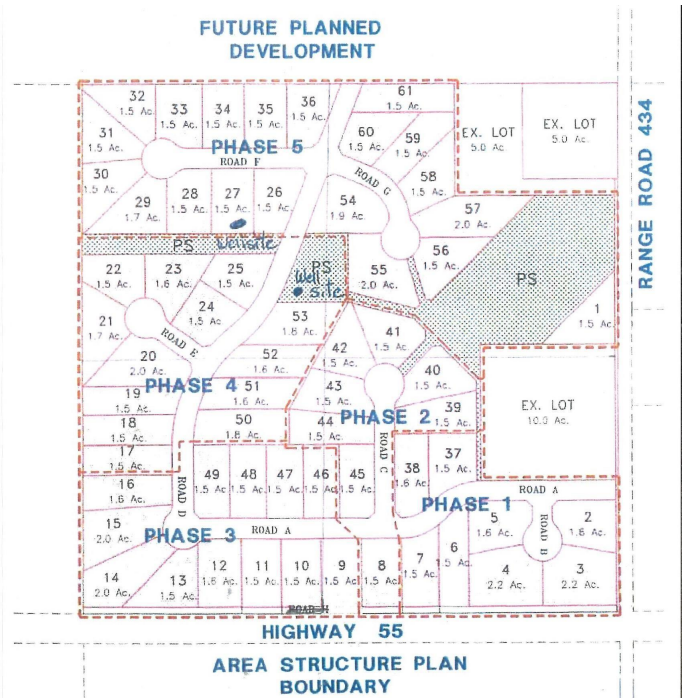 FUTURE PLANNED
DEVELOPMENT
32
1.5 Ac.
33
1.5 Ac.
34
1.5 Ac.
35
1.5 Ac.
36
1.5 Ac.
61
1.5 Ac.
31
1.5 Ac.
60
1.5 Ac.
59
1.5 Ac.
58
1.5 Ac.
EX. LOT
5.0 Ac.
EX. LOT
5.0 Ac.
RANGE ROAD 434
PHASE 5
ROAD F
ROAD G
30
1.5 Ac.
29
1.7 Ac.
28
1.5 Ac.
27
1.5 Ac.
26
1.5 Ac.
54
1.9 Ac.
57
2.0 Ac.
PS
Wellsite
PS
Well
site
56
1.5 Ac.
55
2.0 Ac.
PS
1
1.5 Ac.
22
1.5 Ac.
23
1.6 Ac.
25
1.5 Ac.
24
1.5 Ac.
21
1.7 Ac.
ROAD E
20
2.0 Ac.
53
1.8 Ac.
52
1.6 Ac.
51
1.6 Ac.
50
1.8 Ac.
PHASE 4
19
1.5 Ac.
18
1.5 Ac.
17
1.5 Ac.
42
1.5 Ac.
41
1.5 Ac.
43
1.5 Ac.
40
1.5 Ac.
PHASE 2
44
1.5 Ac.
39
1.5 Ac.
EX. LOT
10.0 Ac.
16
1.6 Ac.
ROAD D
49
1.5 Ac.
48
1.5 Ac.
47
1.5 Ac.
46
1.5 Ac.
45
1.5 Ac.
ROAD C
38
1.6 Ac.
37
1.5 Ac.
PHASE 1
ROAD A
15
2.0 Ac.
PHASE 3
ROAD A
5
1.6 Ac.
ROAD B
2
1.6 Ac.
14
2.0 Ac.
13
1.5 Ac.
12
1.6 Ac.
11
1.5 Ac.
10
1.5 Ac.
9
1.5 Ac.
8
1.5 Ac.
7
1.5 Ac.
6
1.5 Ac.
4
2.2 Ac.
3
2.2 Ac.
ROAD H
HIGHWAY 55
AREA STRUCTURE PLAN
BOUNDARY